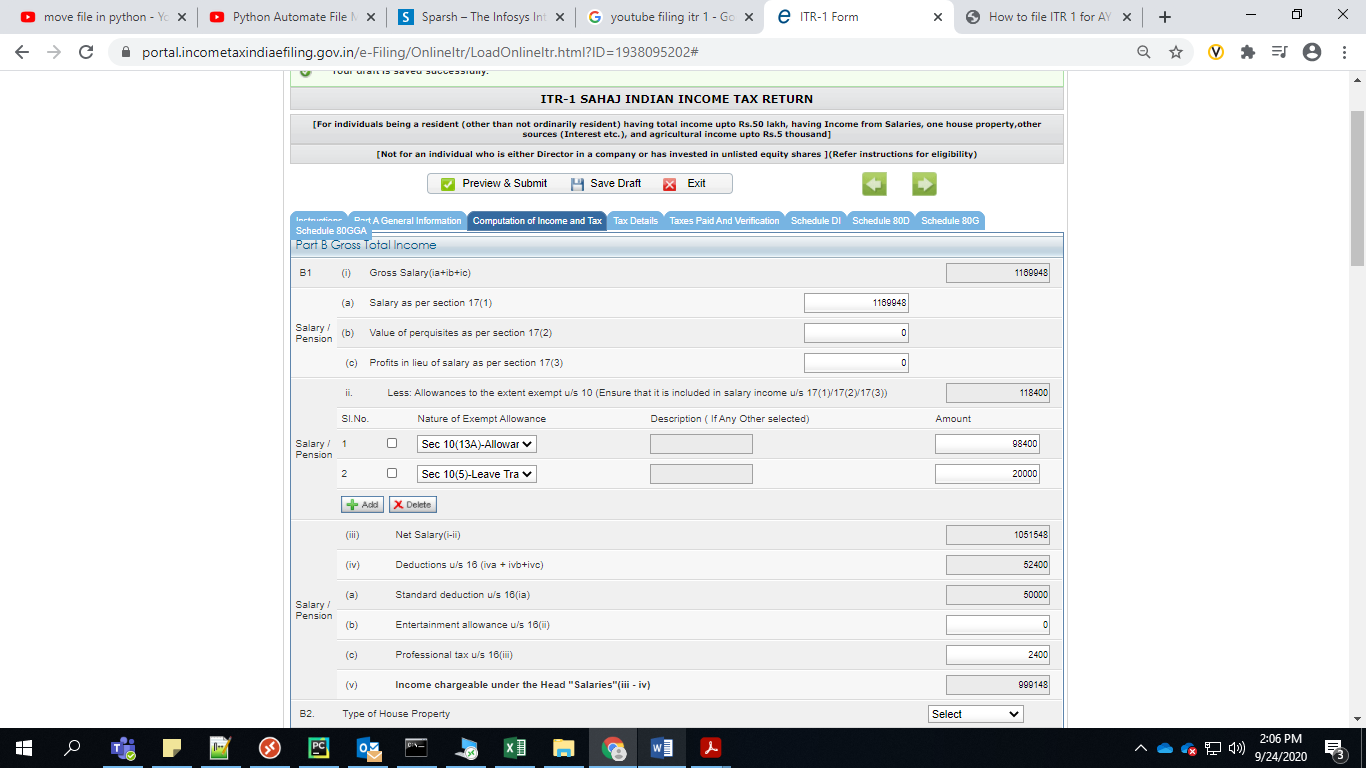 move file in python - Yo
Python Automate File M
Sparsh – The Infosys Int
youtube filing itr 1 - Go
ITR-1 Form
How to file ITR 1 for AY
portal.incometaxindiaefiling.gov.in/e-Filing/OnlineItr/LoadOnlineItr.html?ID=1938095202#
Your draft is saved successfully.
ITR-1 SAHAJ INDIAN INCOME TAX RETURN
[For individuals being a resident (other than not ordinarily resident) having total income upto Rs.50 lakh, having Income from Salaries, one house property,other
sources (Interest etc.), and agricultural income upto Rs.5 thousand]
[Not for an individual who is either Director in a company or has invested in unlisted equity shares ](Refer instructions for eligibility)
Preview & Submit Save Draft Exit
Instructions Part A General Information Computation of Income and Tax Tax Details Taxes Paid And Verification Schedule DI Schedule 80D Schedule 80G
Schedule 80GGA
Part B Gross Total Income
B1 (i) Gross Salary(ia+ib+ic) 1169948
(a) Salary as per section 17(1) 1169948
Salary / Pension (b) Value of perquisites as per section 17(2) 0
(c) Profits in lieu of salary as per section 17(3) 0
ii. Less: Allowances to the extent exempt u/s 10 (Ensure that it is included in salary income u/s 17(1)/17(2)/17(3)) 118400
Sl.No. Nature of Exempt Allowance Description ( If Any Other selected) Amount
Salary / Pension 1 Sec 10(13A)-Allowar 98400
2 Sec 10(5)-Leave Tra 20000
Add Delete
(iii) Net Salary(i-ii) 1051548
(iv) Deductions u/s 16 (iva + ivb+ivc) 52400
(a) Standard deduction u/s 16(ia) 50000
Salary / Pension
(b) Entertainment allowance u/s 16(ii) 0
(c) Professional tax u/s 16(iii) 2400
(v) Income chargeable under the Head "Salaries"(iii - iv) 999148
B2. Type of House Property Select
2:06 PM
9/24/2020
3